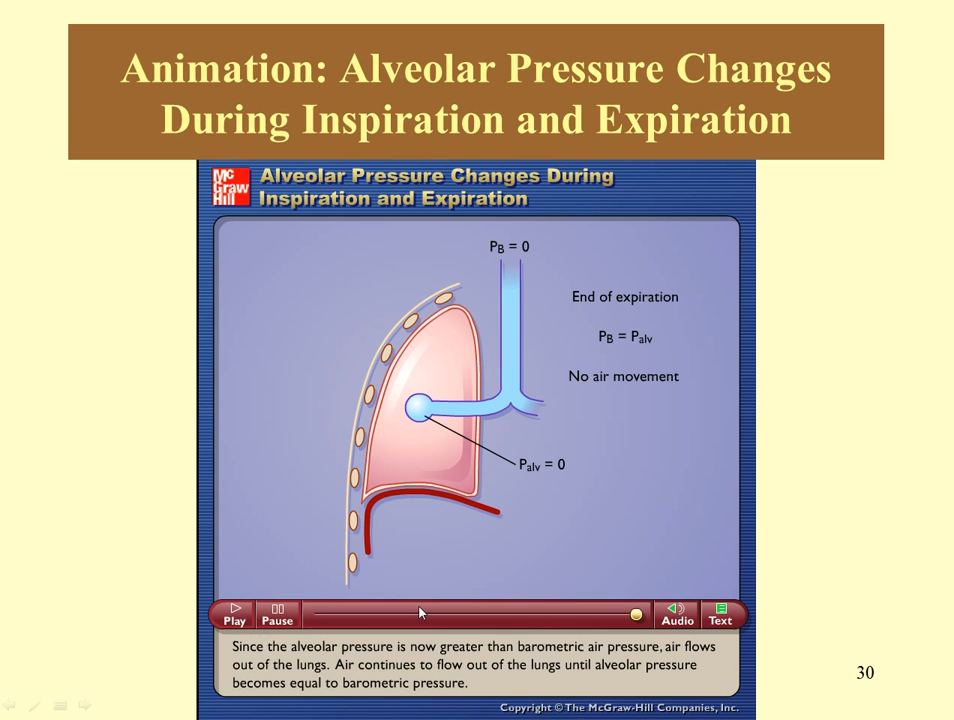 Animation: Alveolar Pressure Changes
During Inspiration and Expiration
Mc
Graw
Hill
Alveolar Pressure Changes During
Inspiration and Expiration
PB = 0
End of expiration
PB = Palv
No air movement
Palv = 0
Play
Pause
Audio
Text
Since the alveolar pressure is now greater than barometric air pressure, air flows
out of the lungs. Air continues to flow out of the lungs until alveolar pressure
becomes equal to barometric pressure.
30
Copyright © The McGraw-Hill Companies, Inc.